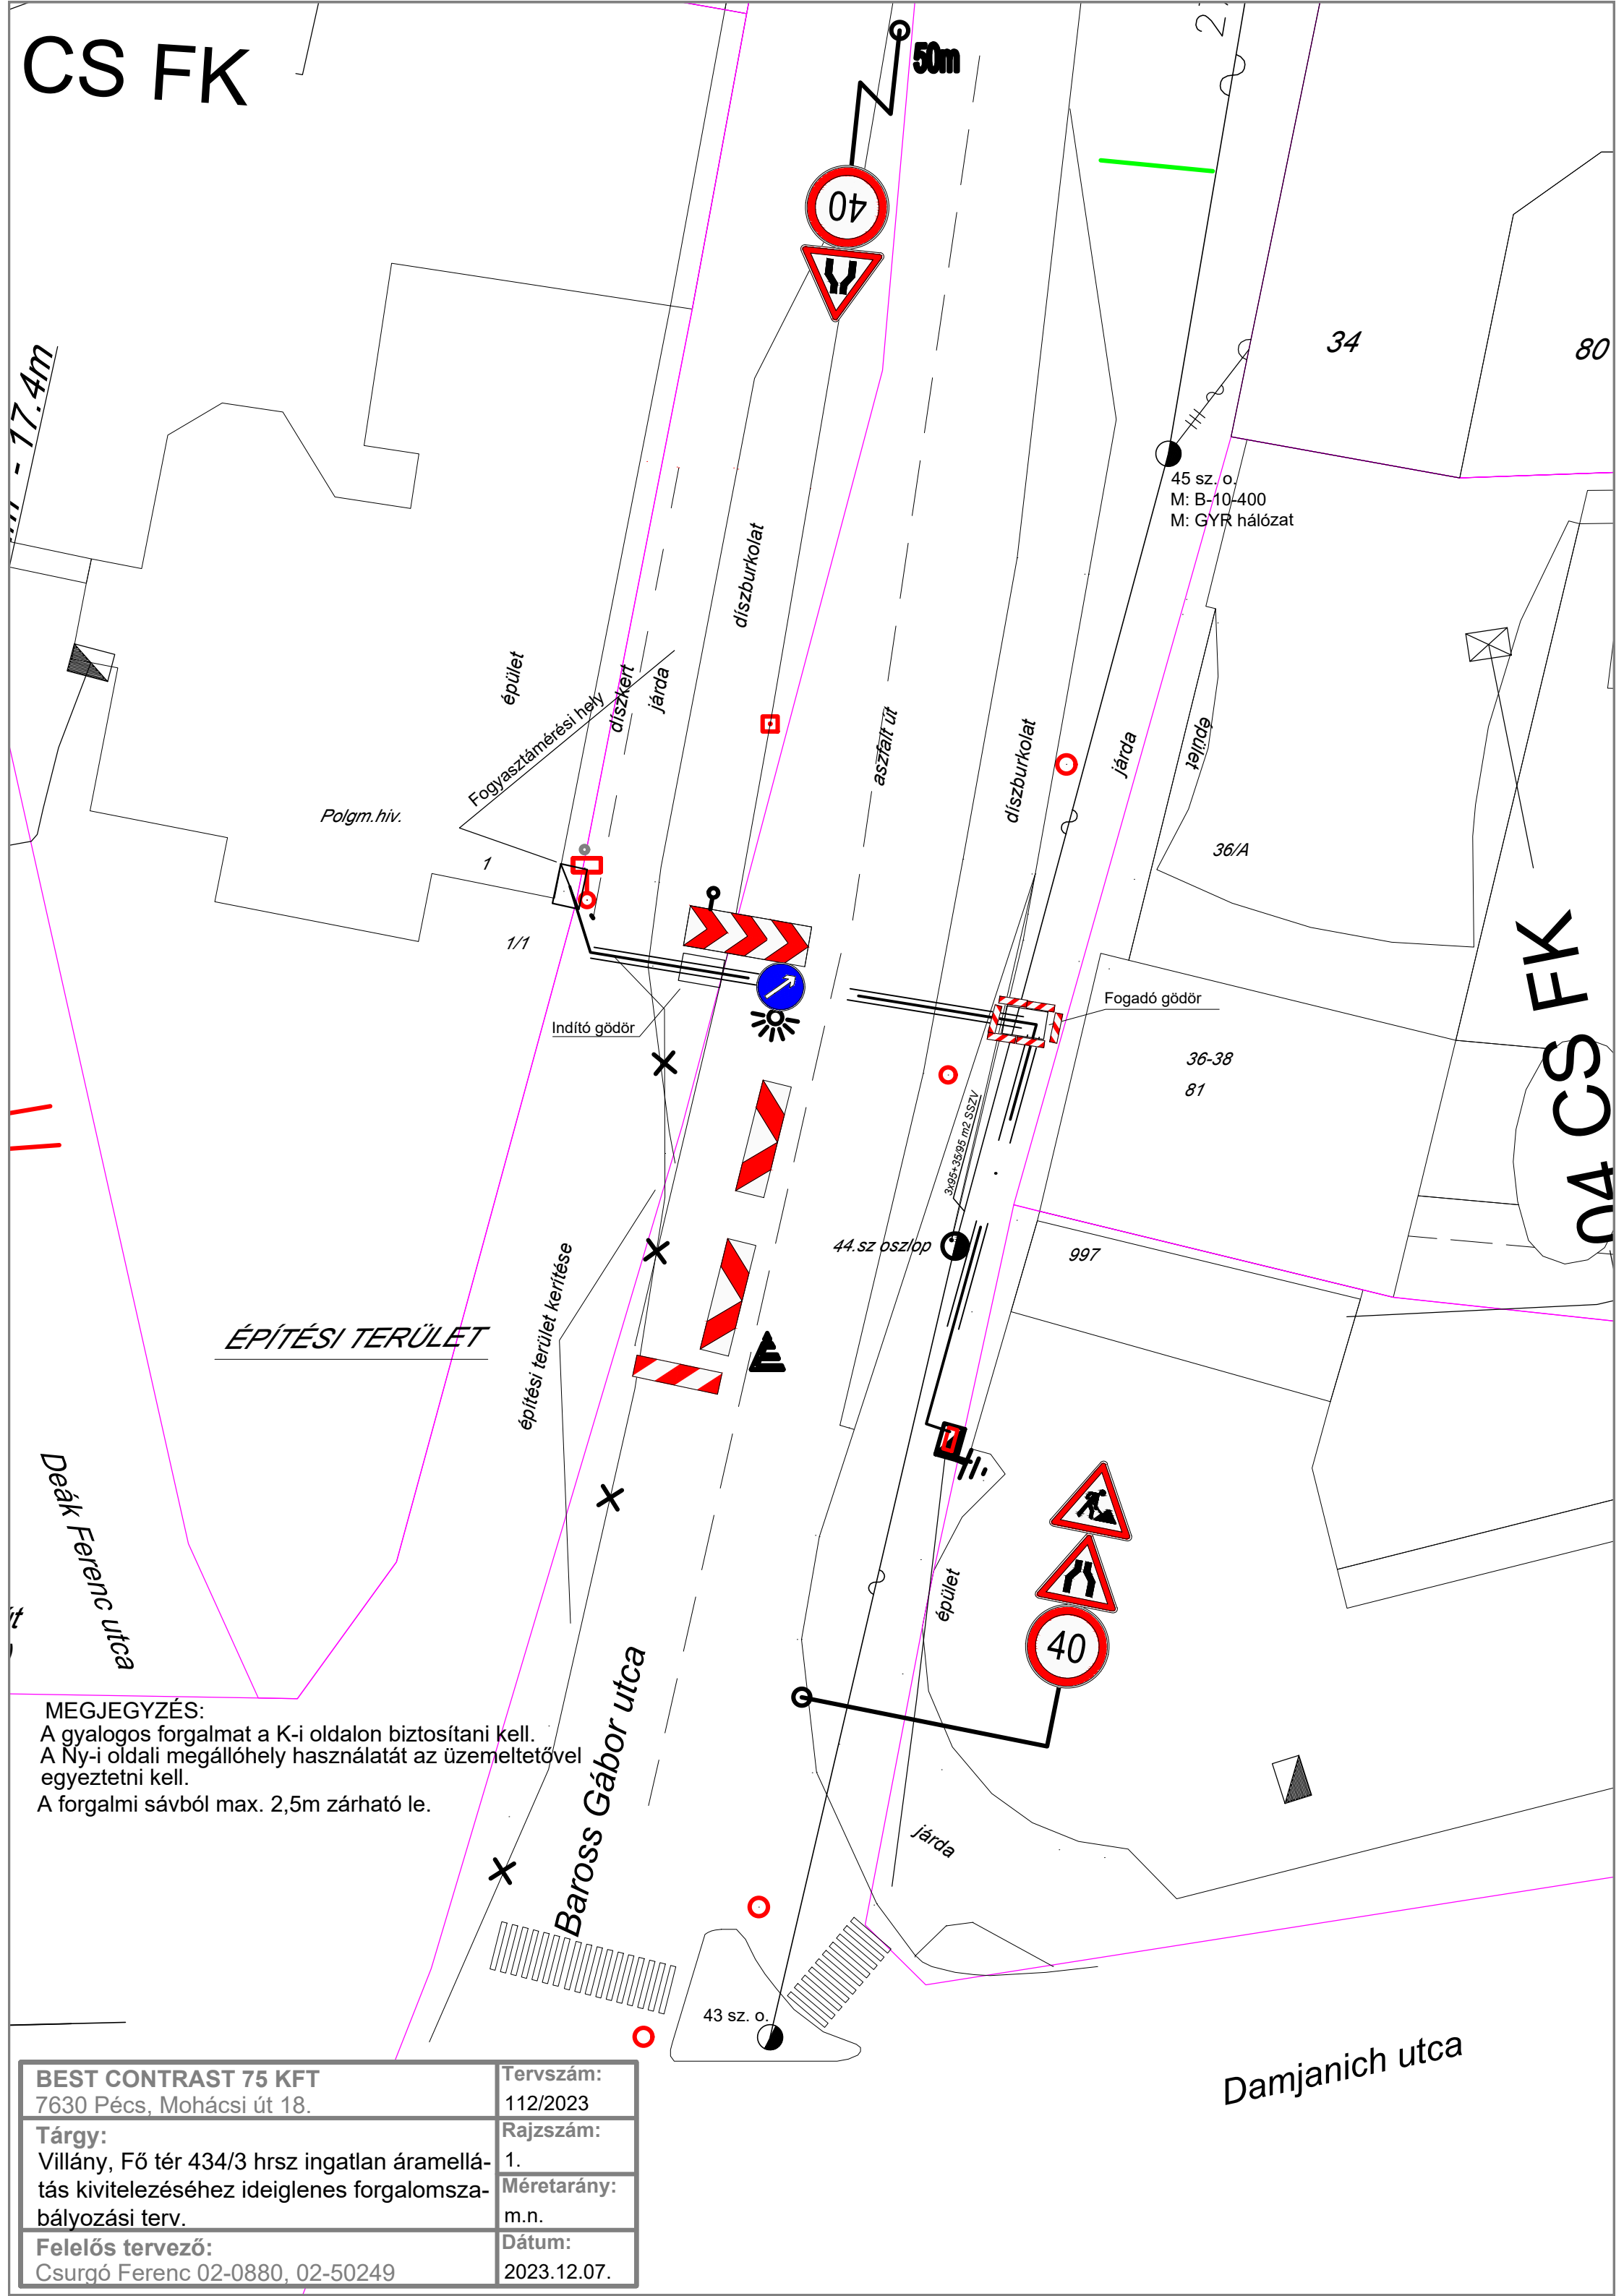 CS FK
50m
40
- 17.4m
34
80
45 sz. o.
M: B-10-400
M: GYR hálózat
díszburkolat
épület
díszkert
járda
Fogyasztámérési hely
aszfalt út
díszburkolat
járda
épület
Polgm.hiv.
1
36/A
1/1
CS FK
04 CS FK
Fogadó gödör
Indító gödör
36-38
81
3x95+35/95 m2 SSZV
44.sz oszlop
997
építési terület kerítése
ÉPÍTÉSI TERÜLET
Deák Ferenc utca
épület
40
Baross Gábor utca
MEGJEGYZÉS:
A gyalogos forgalmat a K-i oldalon biztosítani kell.
A Ny-i oldali megállóhely használatát az üzemeltetővel
egyeztetni kell.
A forgalmi sávból max. 2,5m zárható le.
járda
43 sz. o.
Damjanich utca
BEST CONTRAST 75 KFT
7630 Pécs, Mohácsi út 18.
Tervszám:
112/2023
Tárgy:
Villány, Fő tér 434/3 hrsz ingatlan áramellá-
tás kivitelezéséhez ideiglenes forgalomsza-
bályozási terv.
Rajzszám:
1.
Méretarány:
m.n.
Felelős tervező:
Csurgó Ferenc 02-0880, 02-50249
Dátum:
2023.12.07.